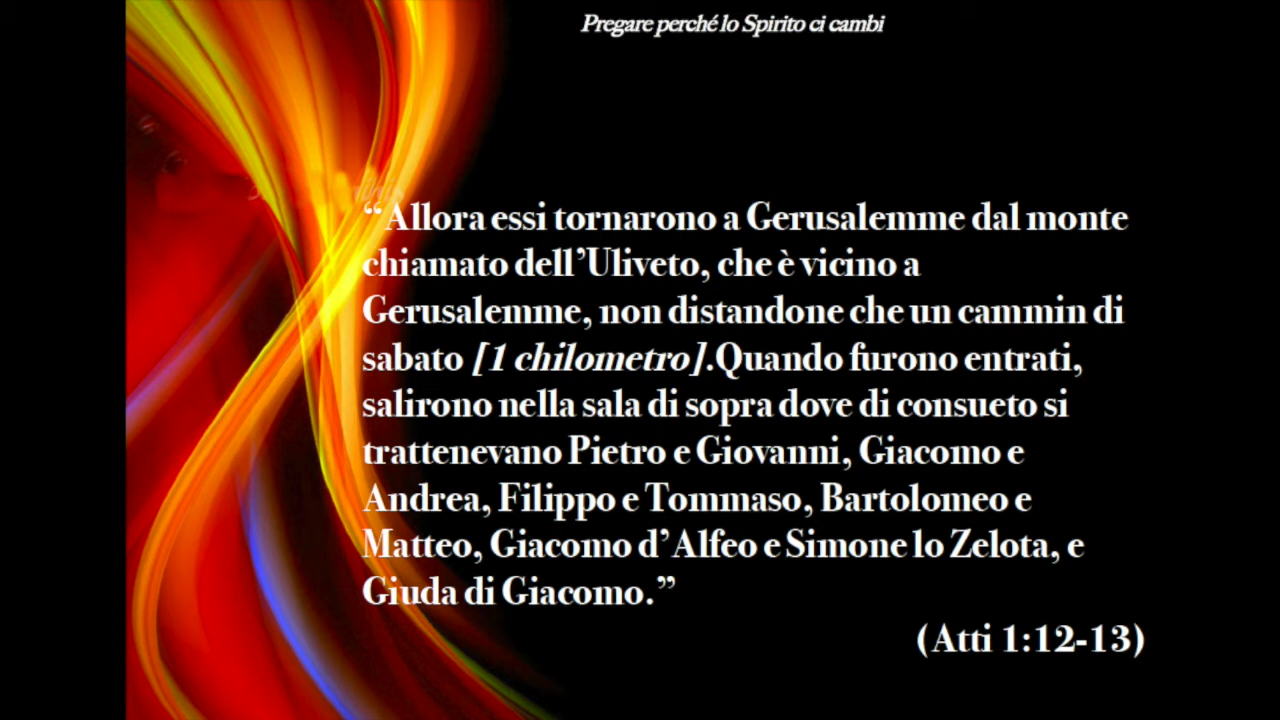 Pregare perché lo Spirito ci cambi
“Allora essi tornarono a Gerusalemme dal monte
chiamato dell’Uliveto, che è vicino a
Gerusalemme, non distandone che un cammin di
sabato [1 chilometro].Quando furono entrati,
salirono nella sala di sopra dove di consueto si
trattenevano Pietro e Giovanni, Giacomo e
Andrea, Filippo e Tommaso, Bartolomeo e
Matteo, Giacomo d’Alfeo e Simone lo Zelota, e
Giuda di Giacomo.”
(Atti 1:12-13)